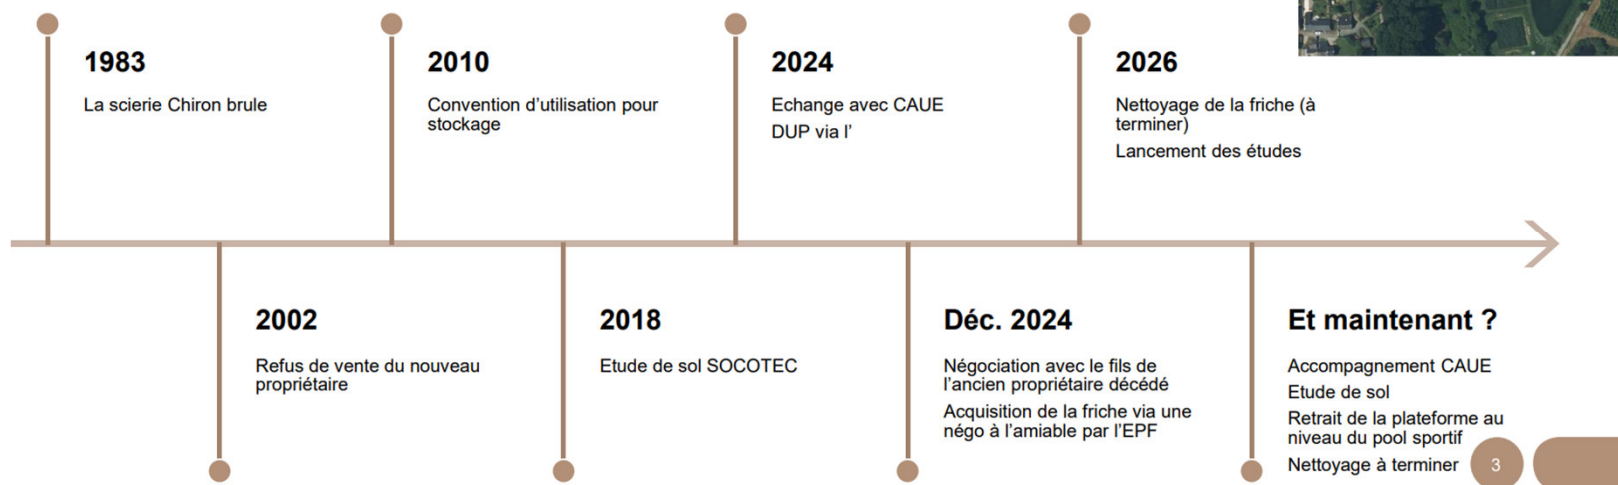 1983
La scierie Chiron brule
2010
Convention d’utilisation pour
stockage
2024
Echange avec CAUE
DUP via l’
2026
Nettoyage de la friche (à
terminer)
Lancement des études
2002
Refus de vente du nouveau
propriétaire
2018
Etude de sol SOCOTEC
Déc. 2024
Négociation avec le fils de
l’ancien propriétaire décédé
Acquisition de la friche via une
négo à l’amiable par l’EPF
Et maintenant ?
Accompagnement CAUE
Etude de sol
Retrait de la plateforme au
niveau du pool sportif
Nettoyage à terminer
3